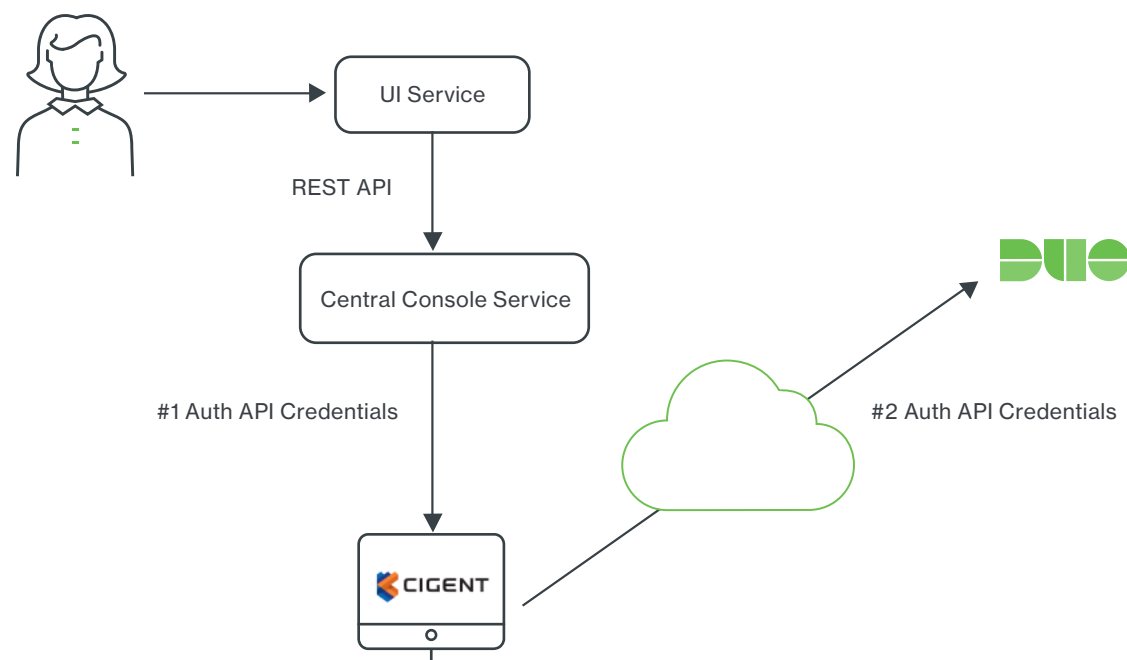 UI Service
REST API
Central Console Service
DUO
#1 Auth API Credentials
#2 Auth API Credentials
CIGENT